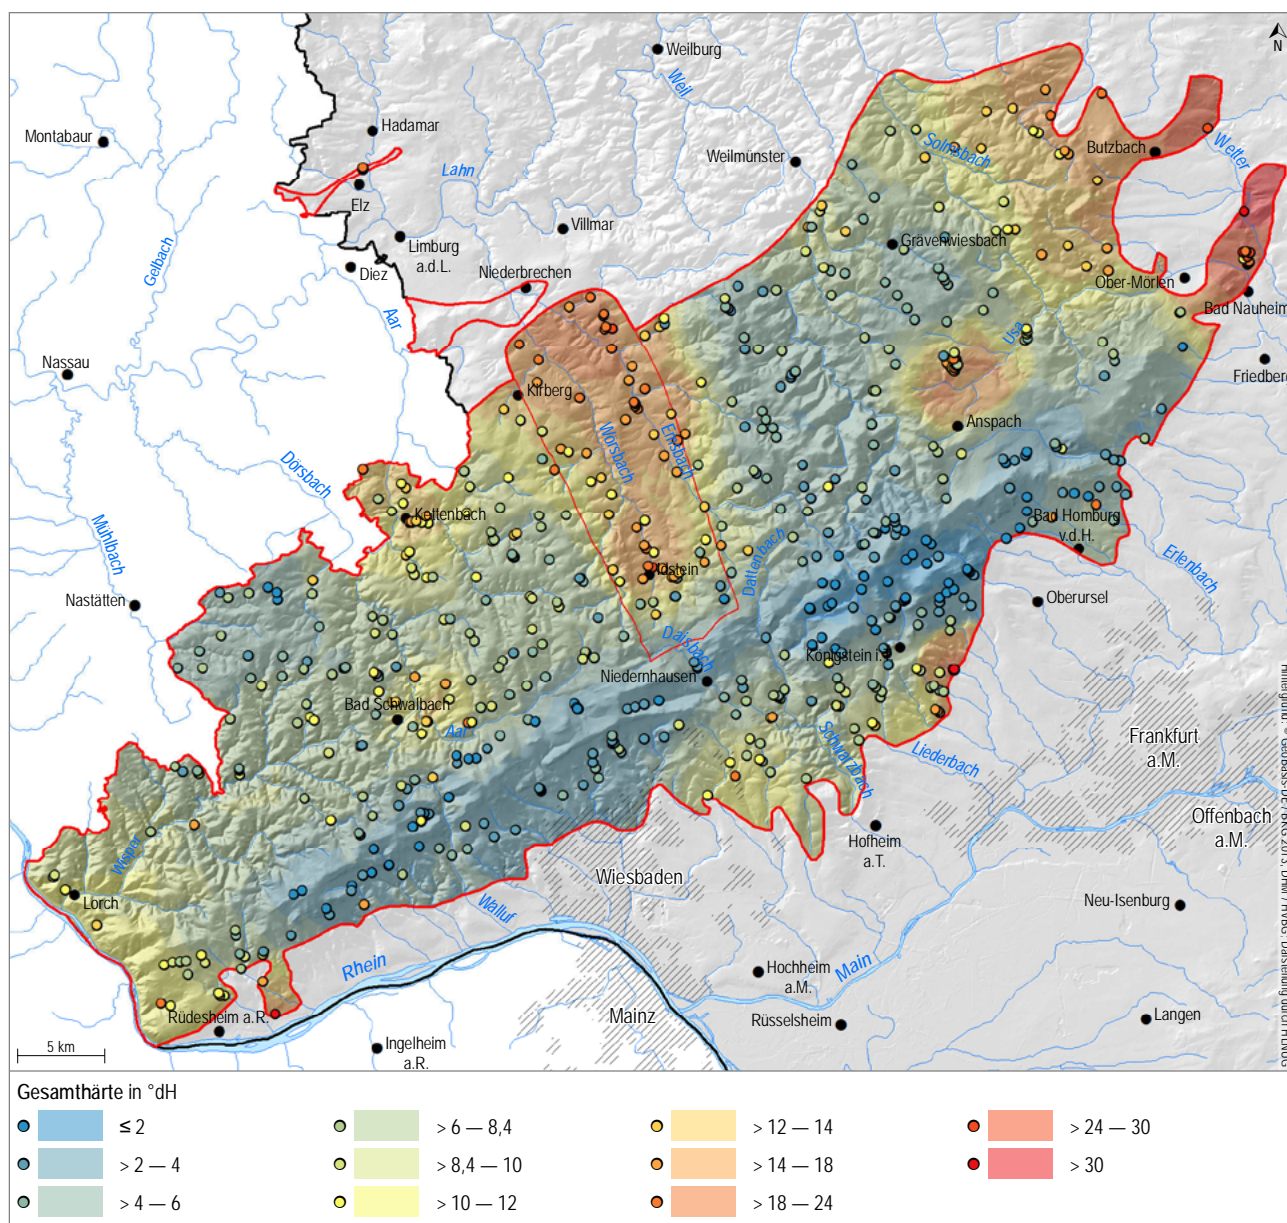 N
Weilburg
Weil
Montabaur
Hadamar
Solmsbach
Butzbach
Weilmünster
Wetter
Lahn
Elz
Villmar
Limburg
a.d.L.
Grävenwiesbach
Gelbach
Diez
Niederbrechen
Ober-Mörlen
Bad Nauheim
Aar
Usa
Nassau
Friedberg
Kirberg
Anspach
Wörsbach
Emsbach
Dörsbach
Kettenbach
Bad Homburg
v.d.H.
Mühlbach
Dattenbach
Erlenbach
Idstein
Nastätten
Oberursel
Daisbach
Königstein i.
Niedernhausen
Bad Schwalbach
Aar
Schwarzbach
Liederbach
Frankfurt
a.M.
Offenbach
a.M.
Hofheim
a.T.
Wisper
Wiesbaden
Lorch
Walluf
Neu-Isenburg
Rhein
Main
Hochheim
a.M.
Rüdesheim a.R.
Mainz
Rüsselsheim
Langen
5 km
Ingelheim
a.R.
Gesamthärte in °dH
≤ 2
> 6 — 8,4
> 12 — 14
> 24 — 30
> 2 — 4
> 8,4 — 10
> 14 — 18
> 30
> 4 — 6
> 10 — 12
> 18 — 24